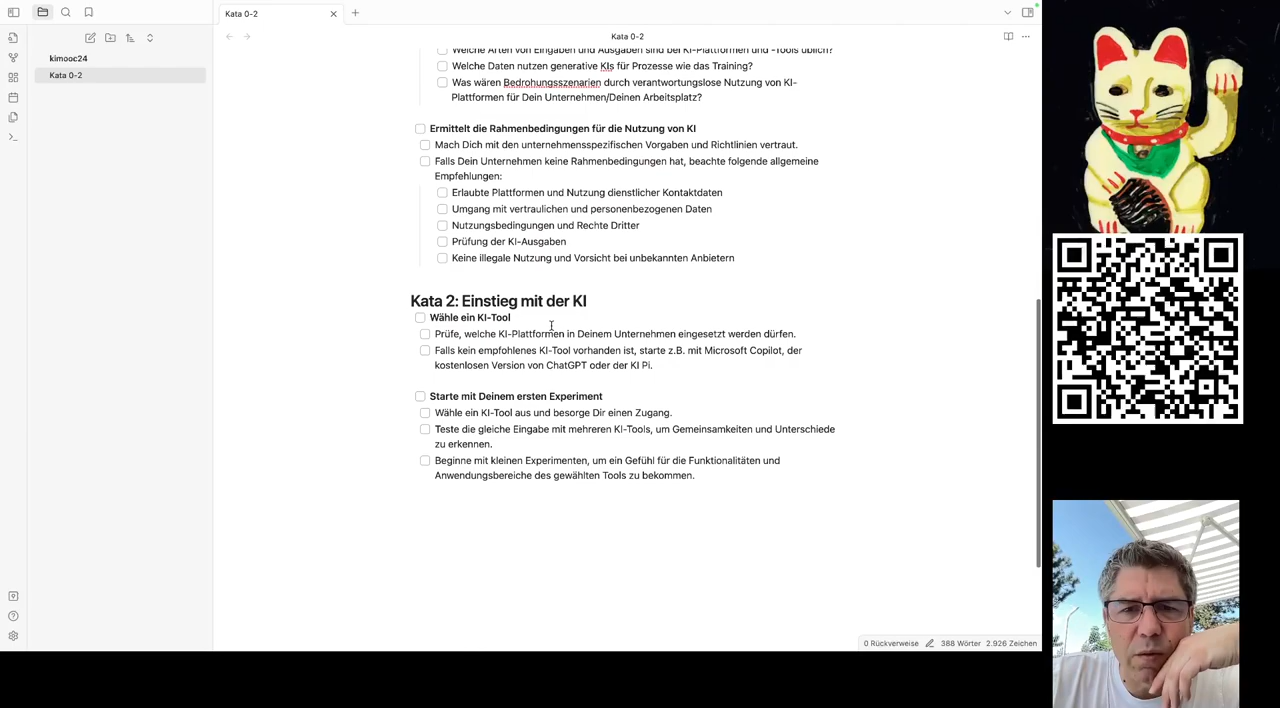 Kata 0-2
Kata 0-2
kimooc24
Kata 0-2
Welche Arten von Eingaben und Ausgaben sind bei KI-Plattformen und -Tools üblich?
Welche Daten nutzen generative KIs für Prozesse wie das Training?
Was wären Bedrohungsszenarien durch verantwortungslose Nutzung von KI-
Plattformen für Dein Unternehmen/Deinen Arbeitsplatz?
Ermittelt die Rahmenbedingungen für die Nutzung von KI
Mach Dich mit den unternehmensspezifischen Vorgaben und Richtlinien vertraut.
Falls Dein Unternehmen keine Rahmenbedingungen hat, beachte folgende allgemeine
Empfehlungen:
Erlaubte Plattformen und Nutzung dienstlicher Kontaktdaten
Umgang mit vertraulichen und personenbezogenen Daten
Nutzungsbedingungen und Rechte Dritter
Prüfung der KI-Ausgaben
Keine illegale Nutzung und Vorsicht bei unbekannten Anbietern
Kata 2: Einstieg mit der KI
Wähle ein KI-Tool
Prüfe, welche KI-Plattformen in Deinem Unternehmen eingesetzt werden dürfen.
Falls kein empfohlenes KI-Tool vorhanden ist, starte z.B. mit Microsoft Copilot, der
kostenlosen Version von ChatGPT oder der KI Pi.
Starte mit Deinem ersten Experiment
Wähle ein KI-Tool aus und besorge Dir einen Zugang.
Teste die gleiche Eingabe mit mehreren KI-Tools, um Gemeinsamkeiten und Unterschiede
zu erkennen.
Beginne mit kleinen Experimenten, um ein Gefühl für die Funktionalitäten und
Anwendungsbereiche des gewählten Tools zu bekommen.
0 Rückverweise 388 Wörter 2.926 Zeichen